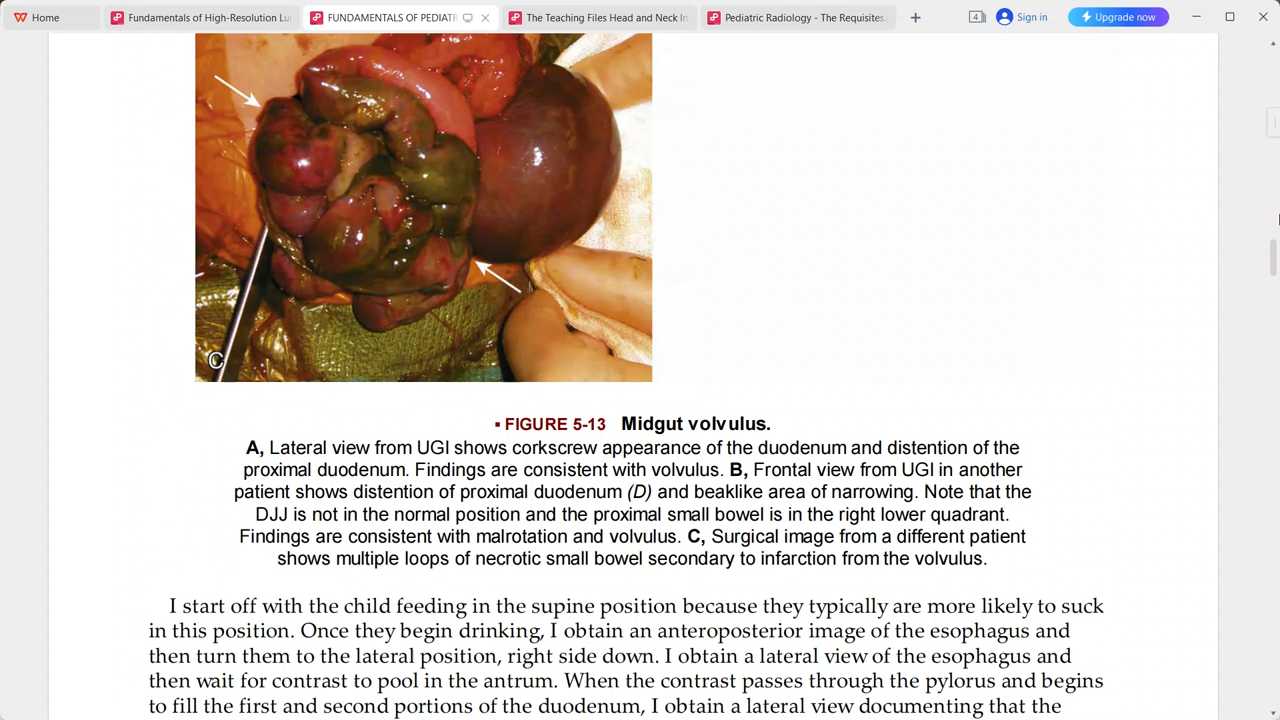 Home
Fundamentals of High-Resolution Lu
FUNDAMENTALS OF PEDIATR
The Teaching Files Head and Neck Im
Pediatric Radiology - The Requisites
4
Sign in
Upgrade now
C
▪ FIGURE 5-13 Midgut volvulus.
A, Lateral view from UGI shows corkscrew appearance of the duodenum and distention of the
proximal duodenum. Findings are consistent with volvulus. B, Frontal view from UGI in another
patient shows distention of proximal duodenum (D) and beaklike area of narrowing. Note that the
DJJ is not in the normal position and the proximal small bowel is in the right lower quadrant.
Findings are consistent with malrotation and volvulus. C, Surgical image from a different patient
shows multiple loops of necrotic small bowel secondary to infarction from the volvulus.
I start off with the child feeding in the supine position because they typically are more likely to suck
in this position. Once they begin drinking, I obtain an anteroposterior image of the esophagus and
then turn them to the lateral position, right side down. I obtain a lateral view of the esophagus and
then wait for contrast to pool in the antrum. When the contrast passes through the pylorus and begins
to fill the first and second portions of the duodenum, I obtain a lateral view documenting that the